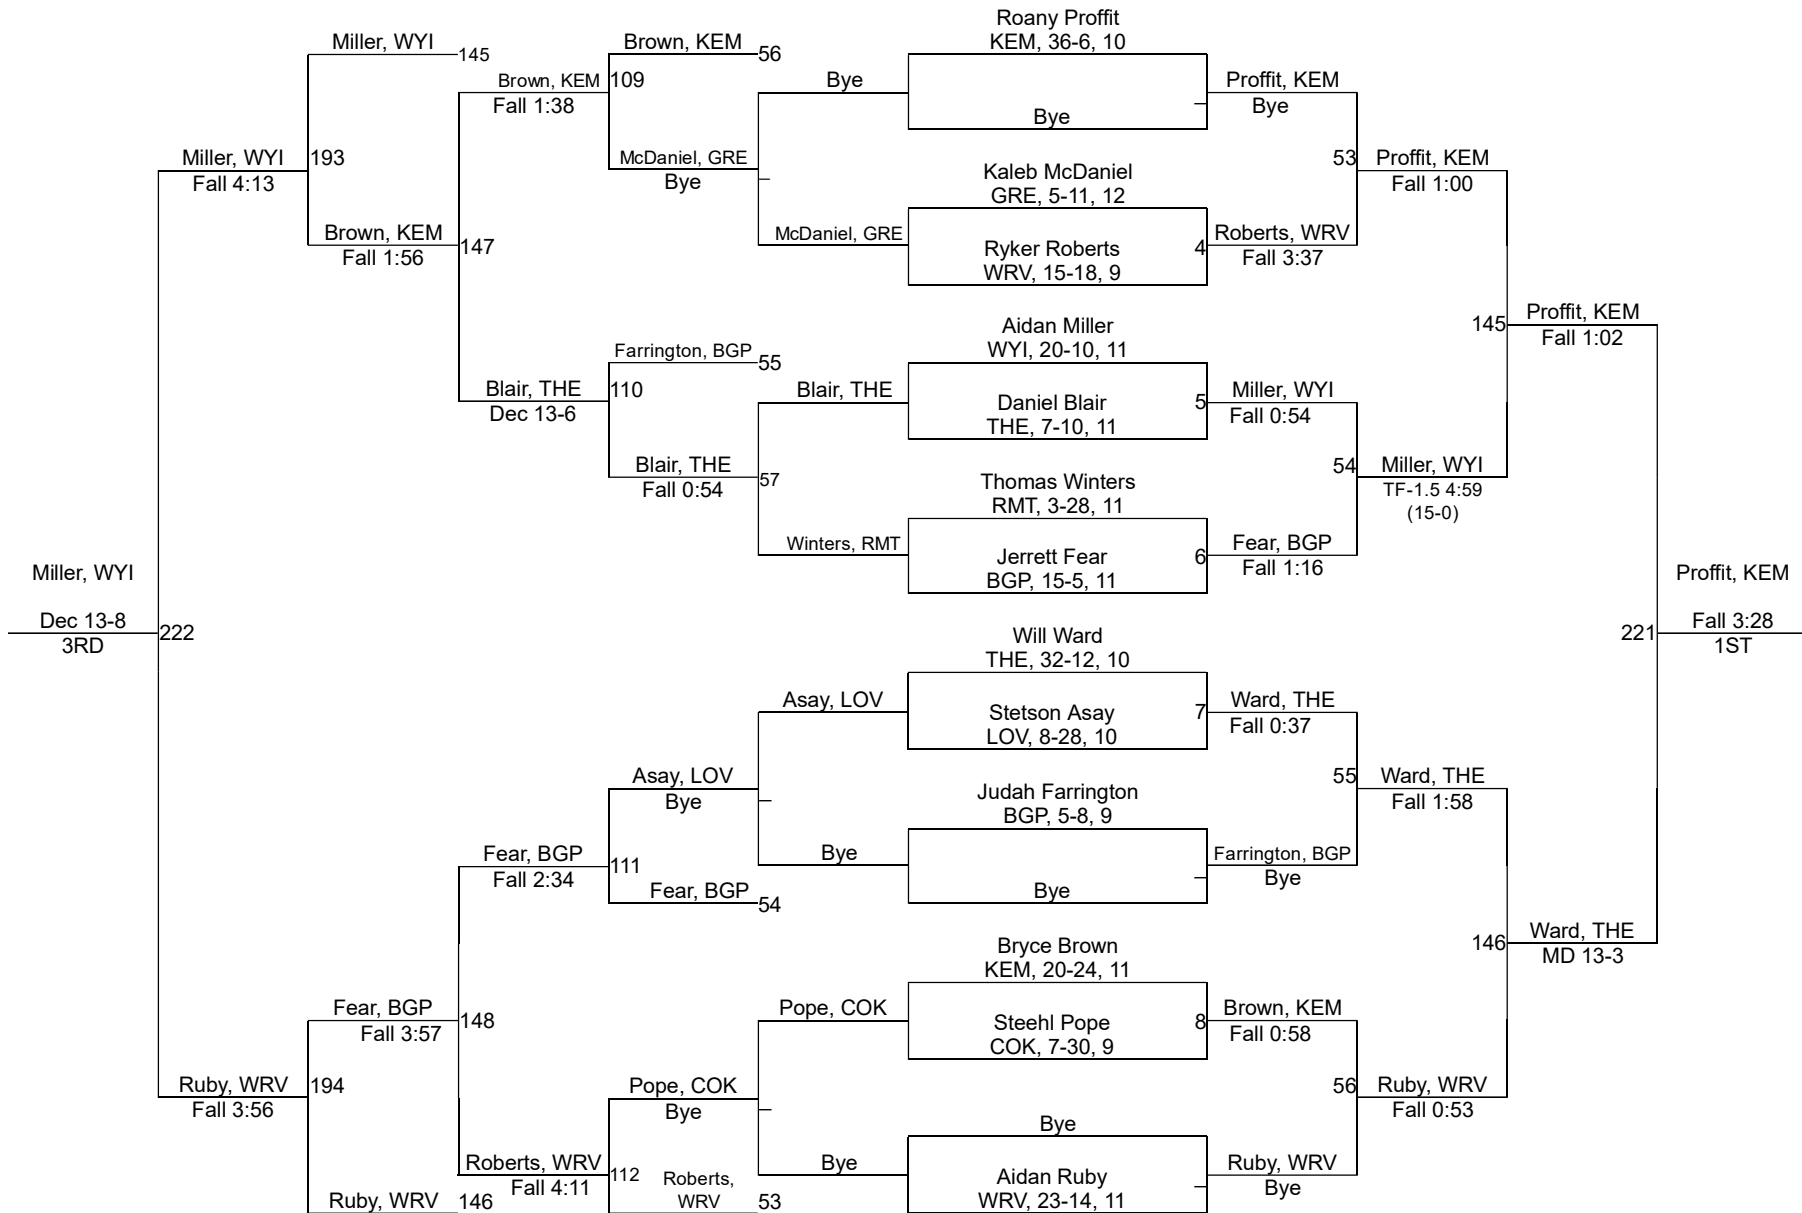 Roany Proffit
KEM, 36-6, 10
Miller, WYI
145
Brown, KEM
56
Brown, KEM
109
Fall 1:38
Bye
Proffit, KEM
Bye
Bye
Miller, WYI
193
Fall 4:13
McDaniel, GRE
Bye
Kaleb McDaniel
GRE, 5-11, 12
53
Proffit, KEM
Fall 1:00
Brown, KEM
Fall 1:56
147
McDaniel, GRE
Ryker Roberts
WRV, 15-18, 9
4
Roberts, WRV
Fall 3:37
Aidan Miller
WYI, 20-10, 11
145
Proffit, KEM
Fall 1:02
Farrington, BGP
55
Blair, THE
110
Dec 13-6
Blair, THE
Daniel Blair
THE, 7-10, 11
5
Miller, WYI
Fall 0:54
Blair, THE
Fall 0:54
57
Thomas Winters
RMT, 3-28, 11
54
Miller, WYI
TF-1.5 4:59
(15-0)
Winters, RMT
Jerrett Fear
BGP, 15-5, 11
6
Fear, BGP
Fall 1:16
Miller, WYI
Dec 13-8
3RD
222
Proffit, KEM
221
Fall 3:28
1ST
Will Ward
THE, 32-12, 10
Asay, LOV
Stetson Asay
LOV, 8-28, 10
7
Ward, THE
Fall 0:37
Asay, LOV
Bye
Judah Farrington
BGP, 5-8, 9
55
Ward, THE
Fall 1:58
Fear, BGP
Fall 2:34
111
Bye
Farrington, BGP
Bye
Bye
Fear, BGP
54
Bryce Brown
KEM, 20-24, 11
146
Ward, THE
MD 13-3
Fear, BGP
Fall 3:57
148
Pope, COK
Steehl Pope
COK, 7-30, 9
8
Brown, KEM
Fall 0:58
Ruby, WRV
Fall 3:56
194
Pope, COK
Bye
56
Ruby, WRV
Fall 0:53
Bye
Roberts, WRV
Fall 4:11
112
Bye
Aidan Ruby
WRV, 23-14, 11
Ruby, WRV
Bye
Ruby, WRV
146
Roberts,
WRV
53